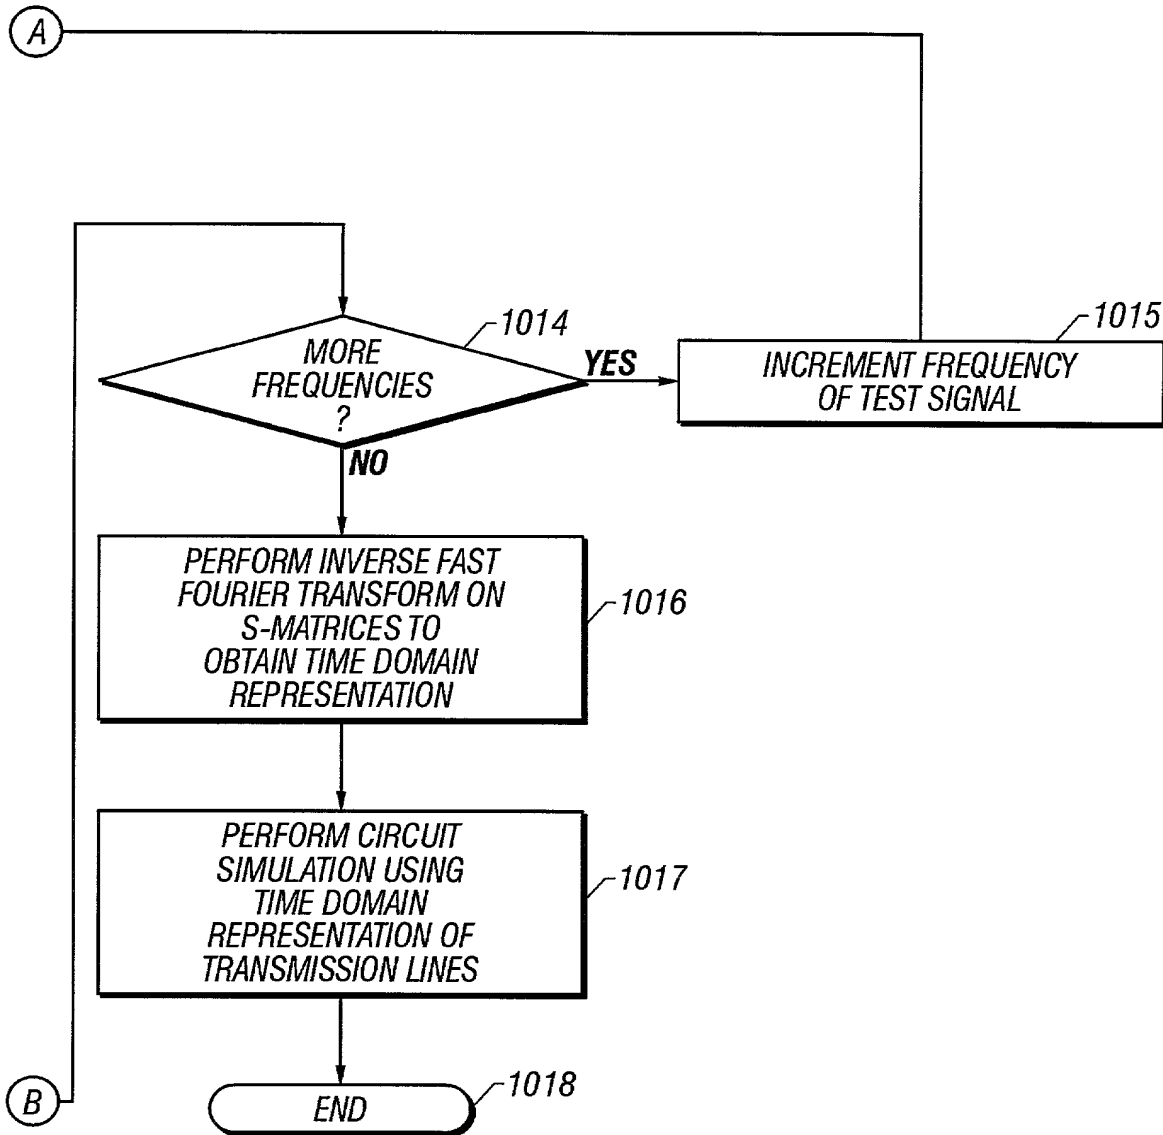 A
1014
MORE
FREQUENCIES
?
YES
1015
INCREMENT FREQUENCY
OF TEST SIGNAL
NO
PERFORM INVERSE FAST
FOURIER TRANSFORM ON
S-MATRICES TO
OBTAIN TIME DOMAIN
REPRESENTATION
1016
PERFORM CIRCUIT
SIMULATION USING
TIME DOMAIN
REPRESENTATION OF
TRANSMISSION LINES
1017
B
END
1018